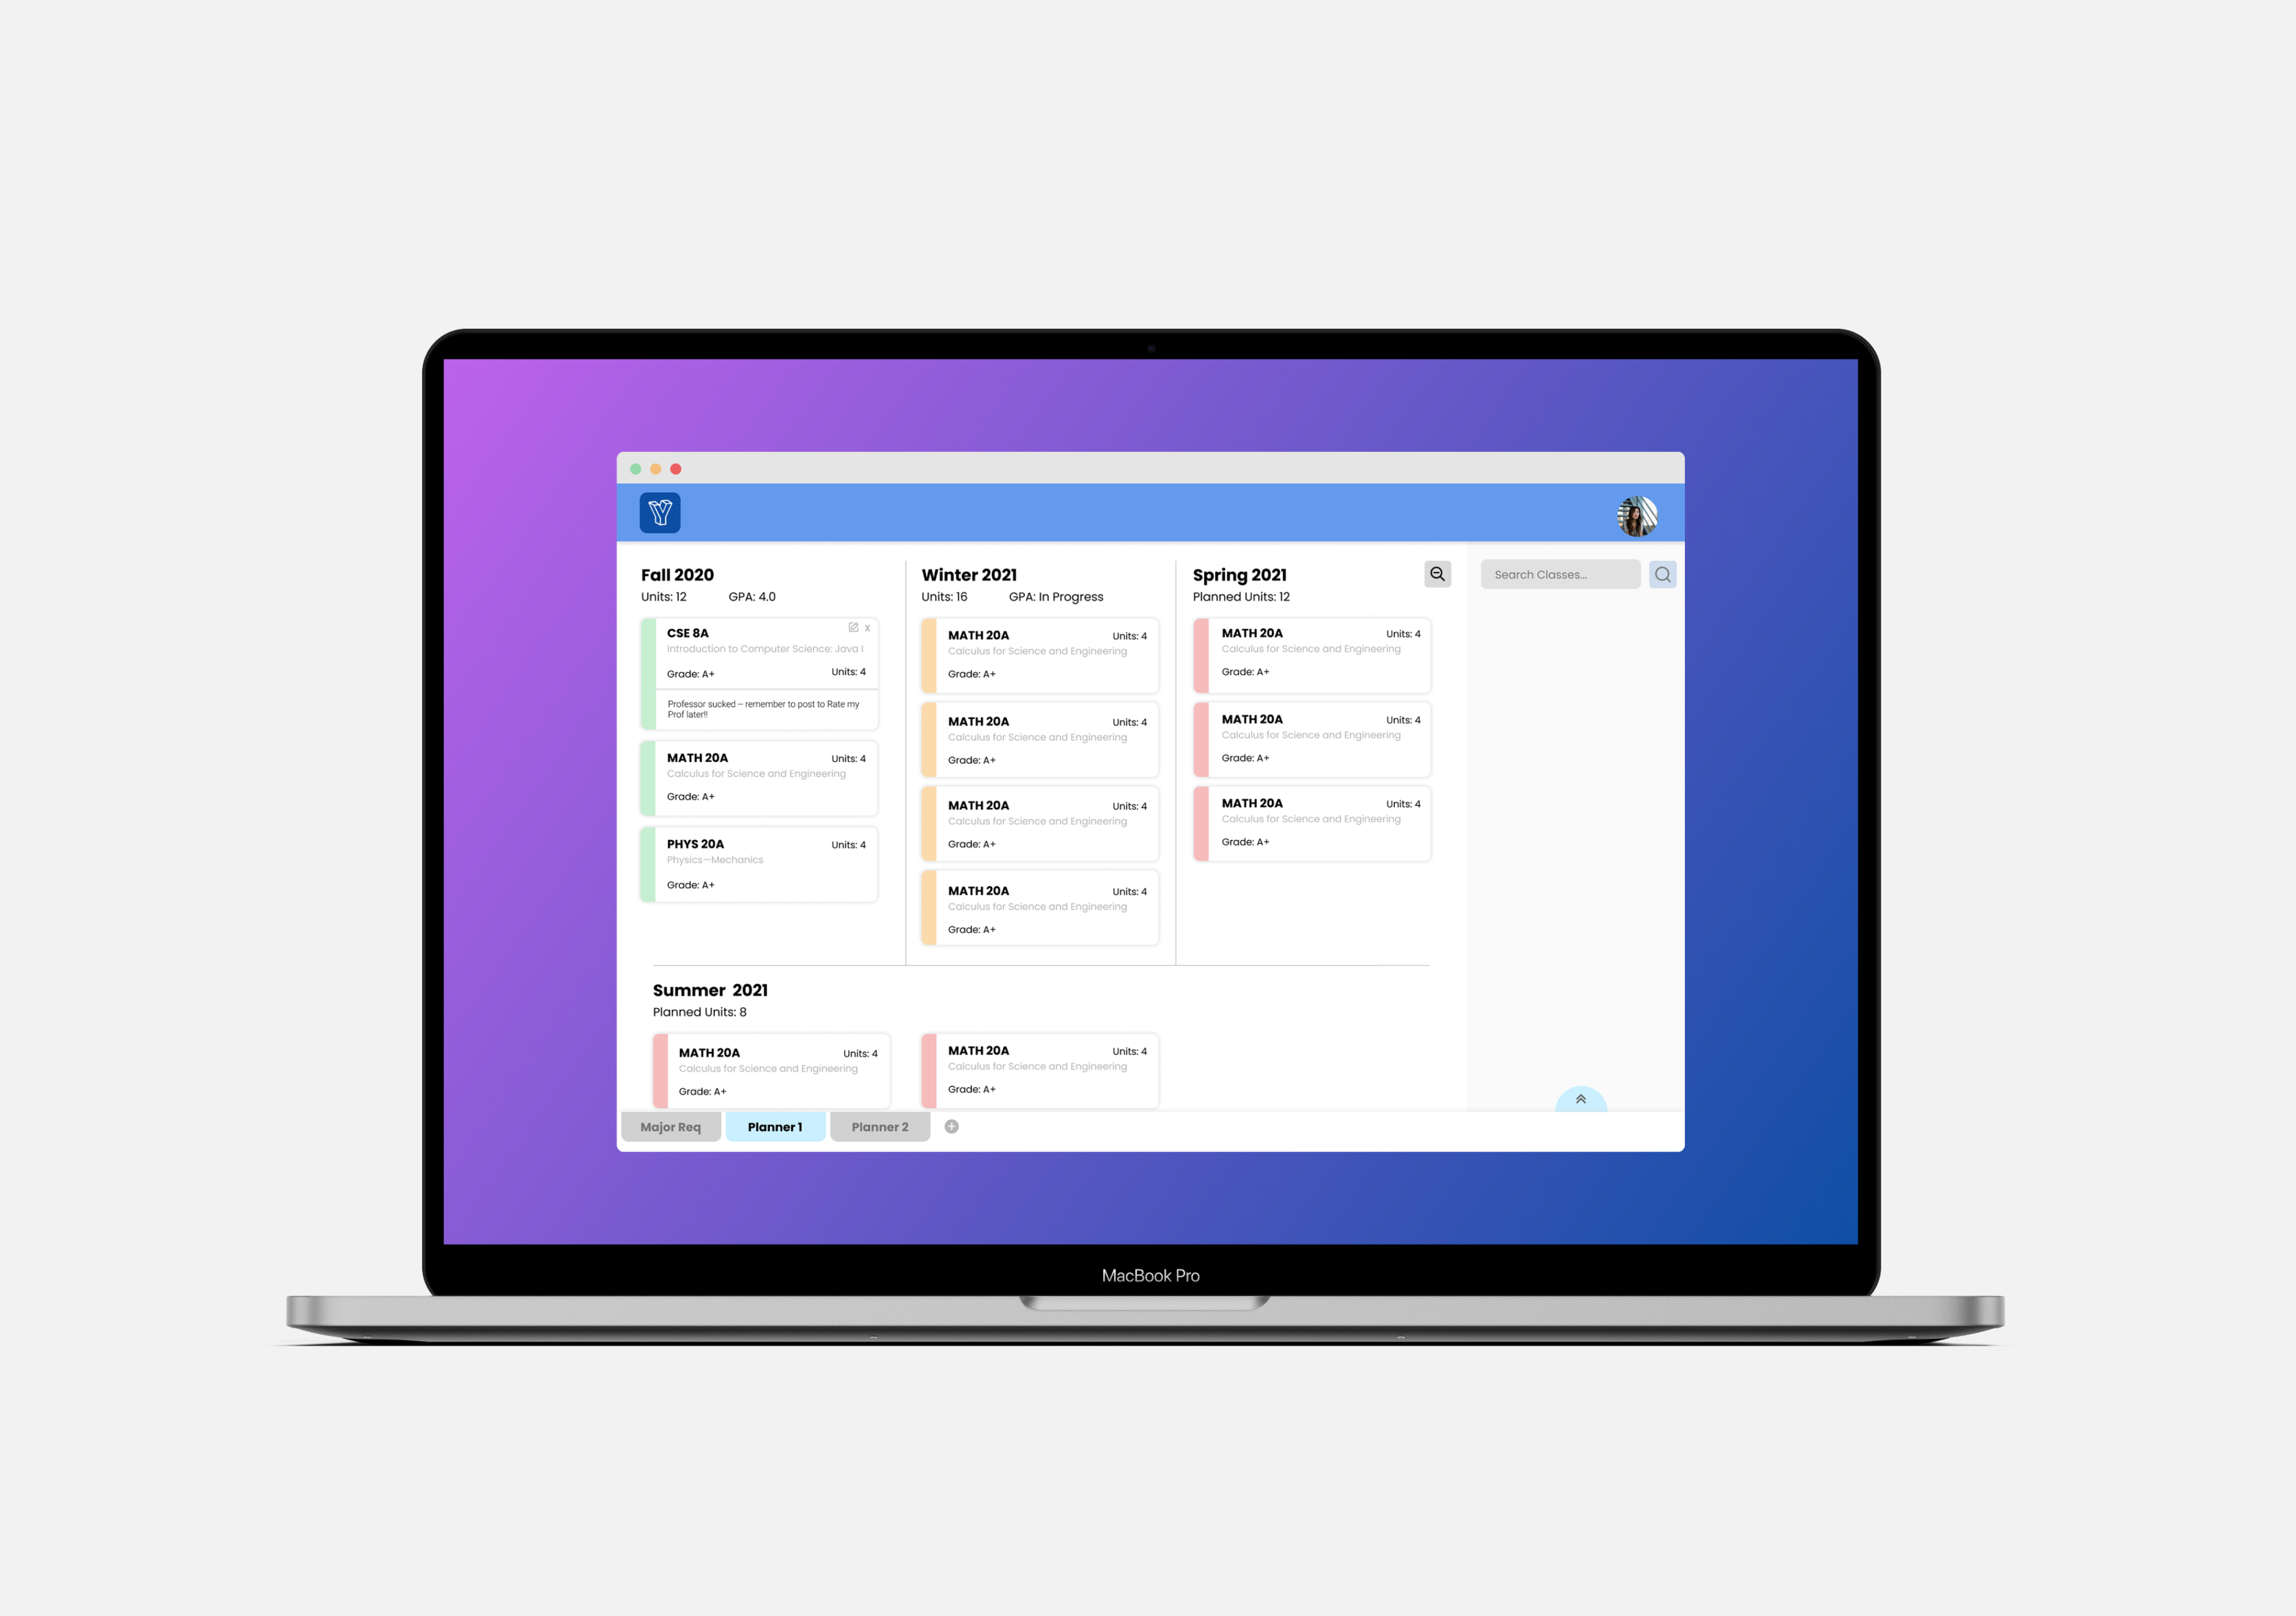 Fall 2020
Units: 12 GPA: 4.0
CSE 8A x
Introduction to Computer Science: Java I
Grade: A+ Units: 4
Professor sucked – remember to post to Rate my
Prof later!!
MATH 20A Units: 4
Calculus for Science and Engineering
Grade: A+
PHYS 20A Units: 4
Physics—Mechanics
Grade: A+
Winter 2021
Units: 16 GPA: In Progress
MATH 20A Units: 4
Calculus for Science and Engineering
Grade: A+
MATH 20A Units: 4
Calculus for Science and Engineering
Grade: A+
MATH 20A Units: 4
Calculus for Science and Engineering
Grade: A+
MATH 20A Units: 4
Calculus for Science and Engineering
Grade: A+
Spring 2021
Planned Units: 12
MATH 20A Units: 4
Calculus for Science and Engineering
Grade: A+
MATH 20A Units: 4
Calculus for Science and Engineering
Grade: A+
MATH 20A Units: 4
Calculus for Science and Engineering
Grade: A+
Search Classes...
Summer 2021
Planned Units: 8
MATH 20A Units: 4
Calculus for Science and Engineering
Grade: A+
MATH 20A Units: 4
Calculus for Science and Engineering
Grade: A+
Major Req Planner 1 Planner 2
MacBook Pro